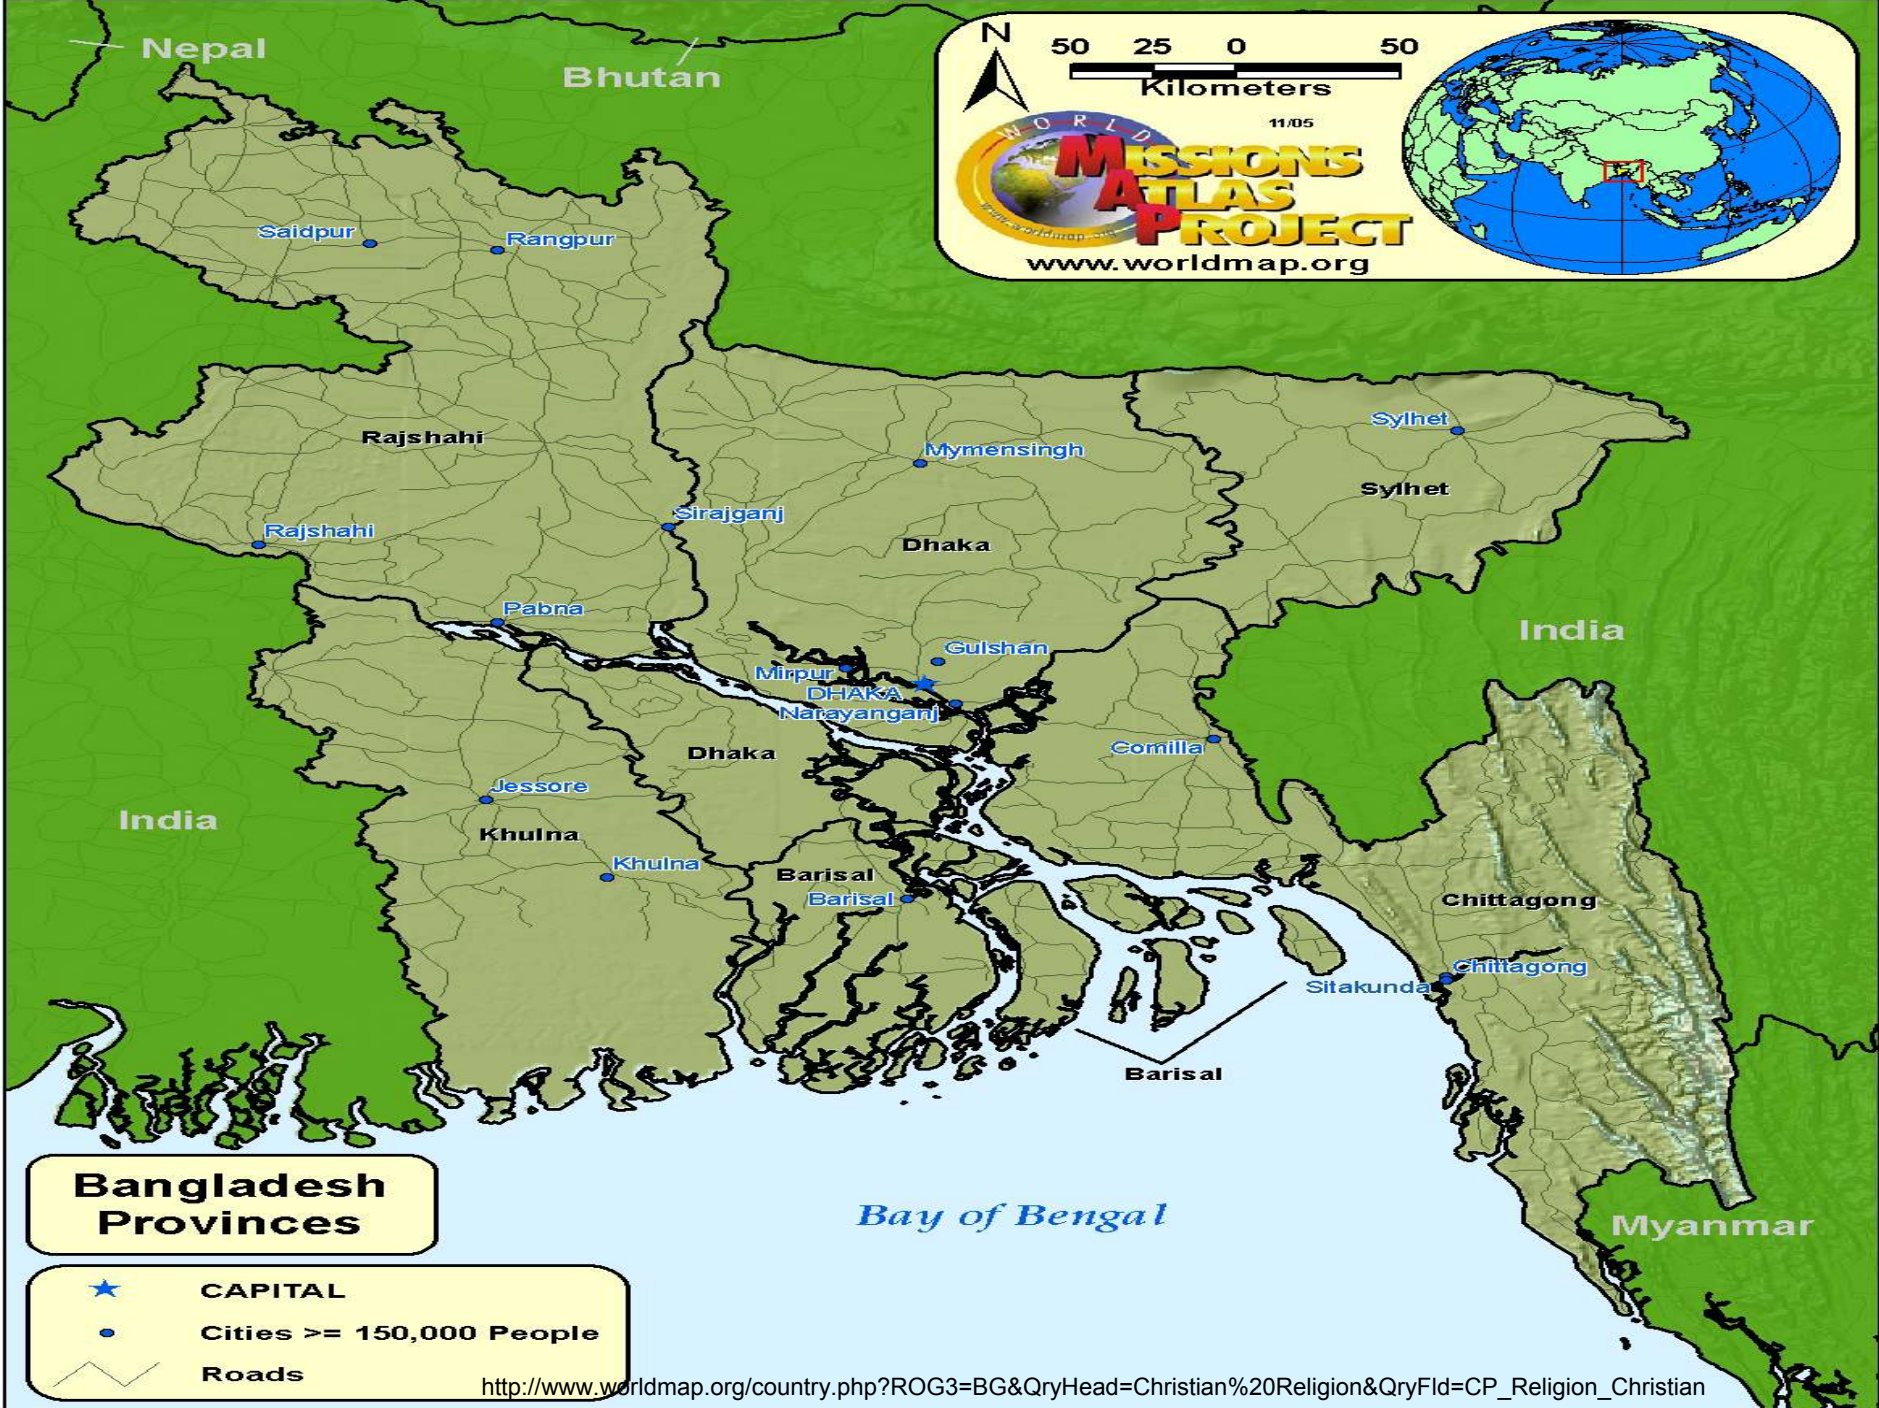 Nepal
Bhutan
N
50 25 0 50
Kilometers
11/05
WORLD
MISSIONS
ATLAS
PROJECT
www.worldmap.org
www.worldmap.org
Saidpur
Rangpur
Rajshahi
Mymensingh
Sylhet
Sylhet
Rajshahi
Sirajganj
Dhaka
Pabna
India
Gulshan
Mirpur
DHAKA
Narayanganj
Dhaka
Comilla
Jessore
India
Khulna
Khulna
Barisal
Barisal
Chittagong
Chittagong
Sitakunda
Barisal
Bangladesh
Provinces
Bay of Bengal
Myanmar
CAPITAL
Cities >= 150,000 People
Roads
http://www.worldmap.org/country.php?ROG3=BG&QryHead=Christian%20Religion&QryFld=CP_Religion_Christian